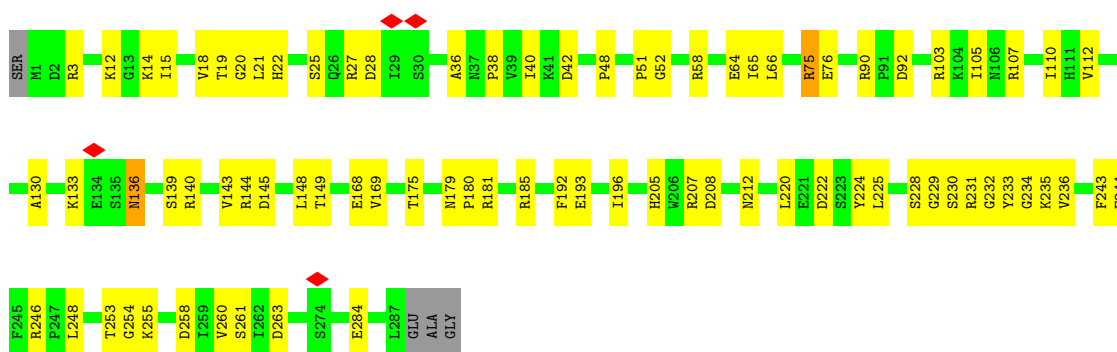 SER M1 D2 R3 K12 G13 K14 I15 V18 T19 G20 L21 H22 S25 Q26 R27 D28 I29 S30 A36 N37 P38 V39 I40 K41 D42 P48 P51 G52 R58 E64 I65 L66 R75 E76 R90 P91 D92 R103 K104 I105 N106 R107 I110 H111 V112
A130 K133 E134 S135 N136 S139 R140 V143 R144 D145 L148 T149 E168 V169 T175 N179 P180 R181 R185 F192 E193 I196 H205 W206 R207 D208 N212 L220 E221 D222 S223 Y224 L225 S228 G229 S230 R231 G232 Y233 G234 K235 V236 F243
F245 R246 P247 L248 T253 G254 K255 D258 I259 V260 S261 I262 D263 S274 E284 L287 GLU ALA GLY